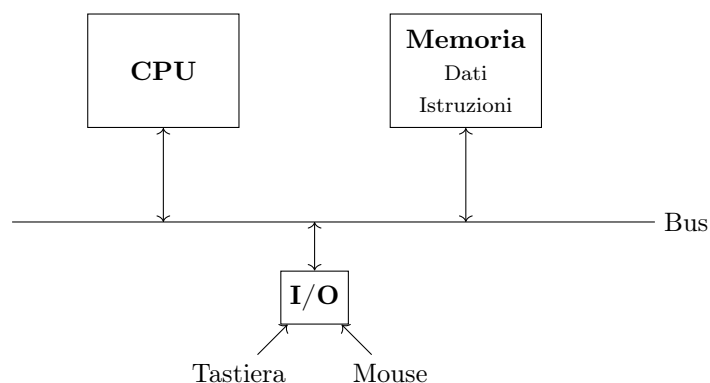 CPU
Memoria
Dati
Istruzioni
Bus
I/O
Tastiera
Mouse